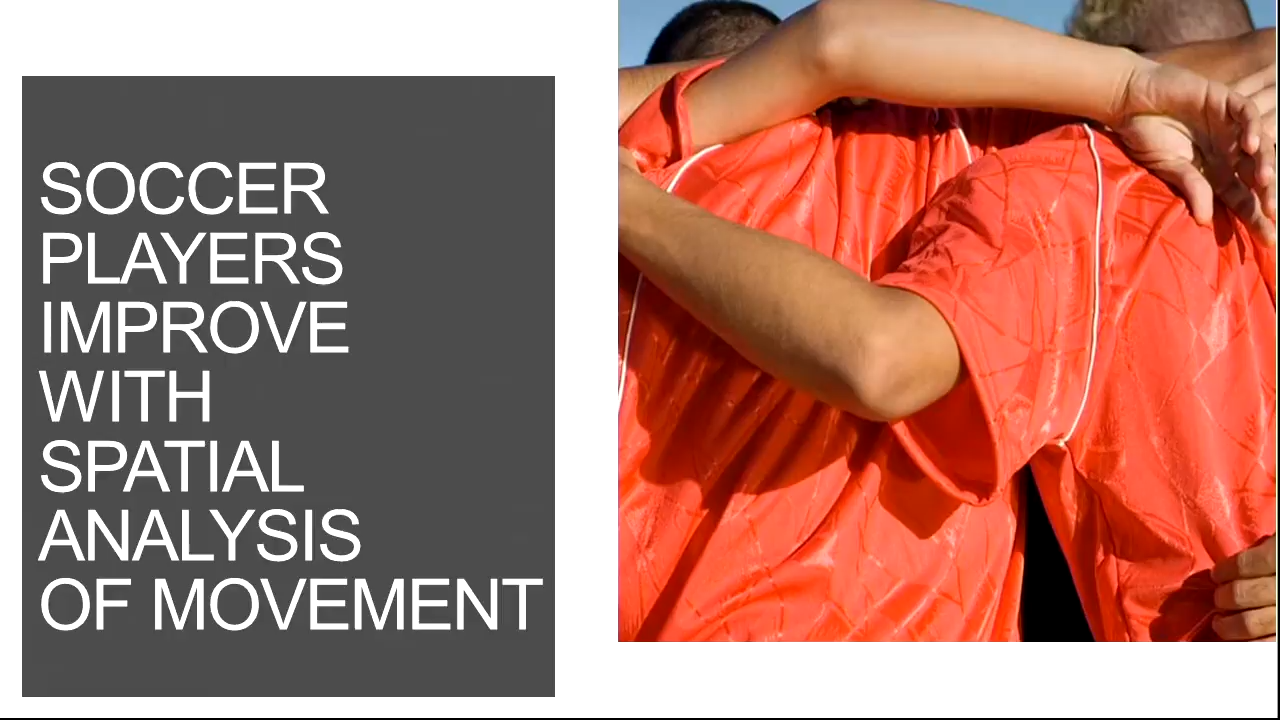 SOCCER
PLAYERS
IMPROVE
WITH
SPATIAL
ANALYSIS
OF MOVEMENT